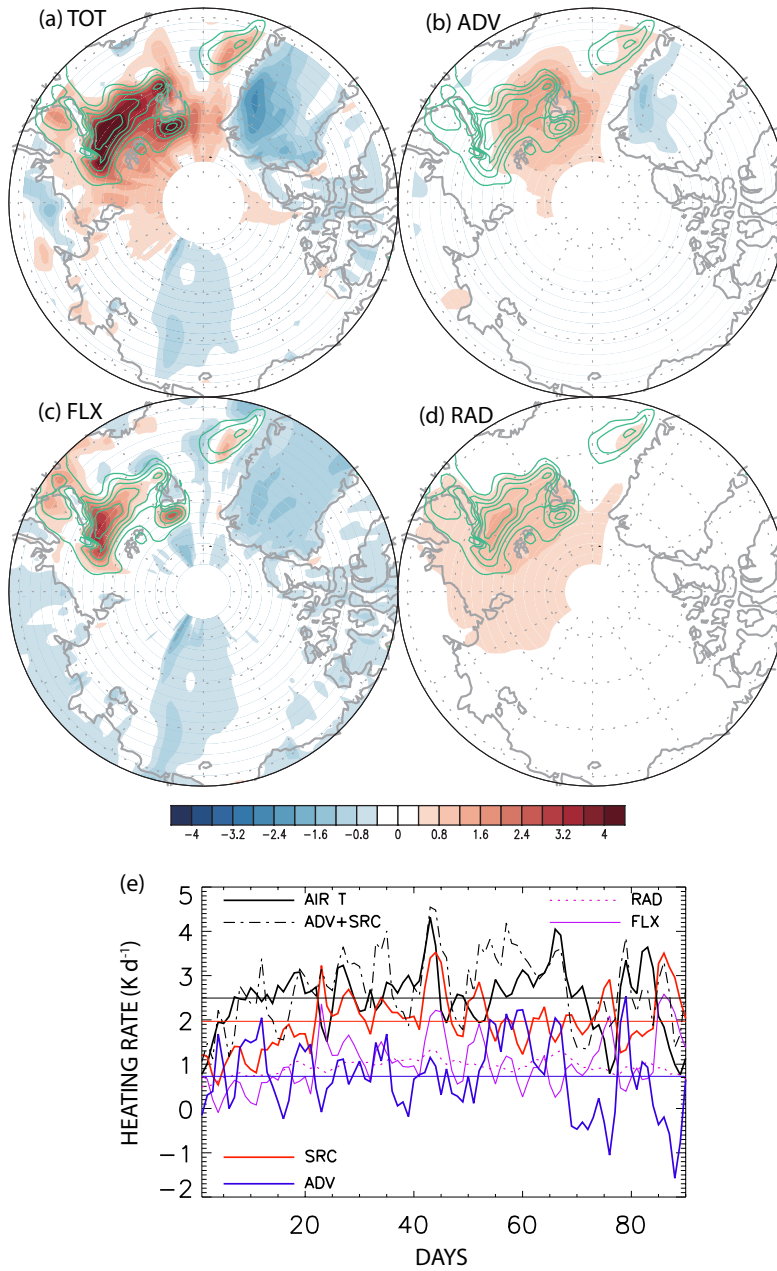 (a) TOT
(b) ADV
(c) FLX
(d) RAD
−4 −3.2 −2.4 −1.6 −0.8 0 0.8 1.6 2.4 3.2 4
(e)
5
4
3
2
1
0
−1
−2
HEATING RATE (K d⁻¹)
AIR T
ADV+SRC
RAD
FLX
SRC
ADV
20 40 60 80
DAYS